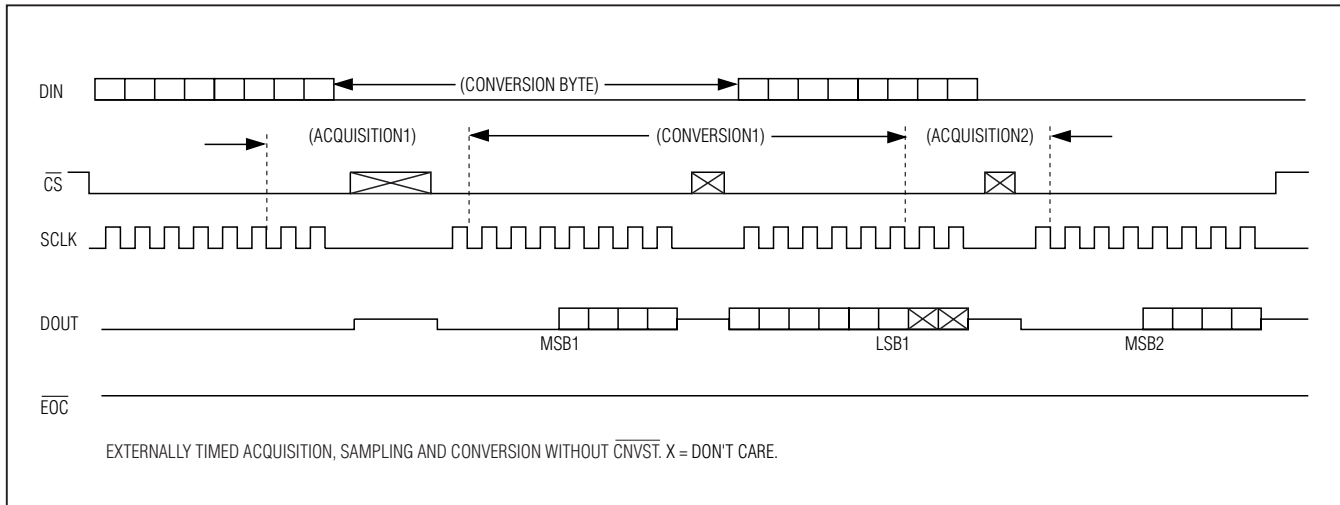 DIN
(CONVERSION BYTE)
(ACQUISITION1)
(CONVERSION1)
(ACQUISITION2)
CS
SCLK
DOUT
MSB1
LSB1
MSB2
EOC
EXTERNALLY TIMED ACQUISITION, SAMPLING AND CONVERSION WITHOUT CNVST. X = DON'T CARE.